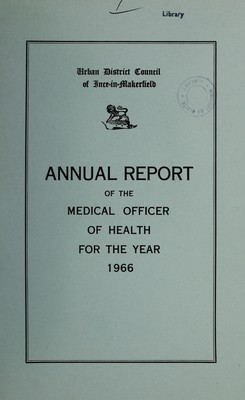 Library
Urban District Council
of Ince-in-Makerfield
ANNUAL REPORT
OF THE
MEDICAL OFFICER
OF HEALTH
FOR THE YEAR
1966